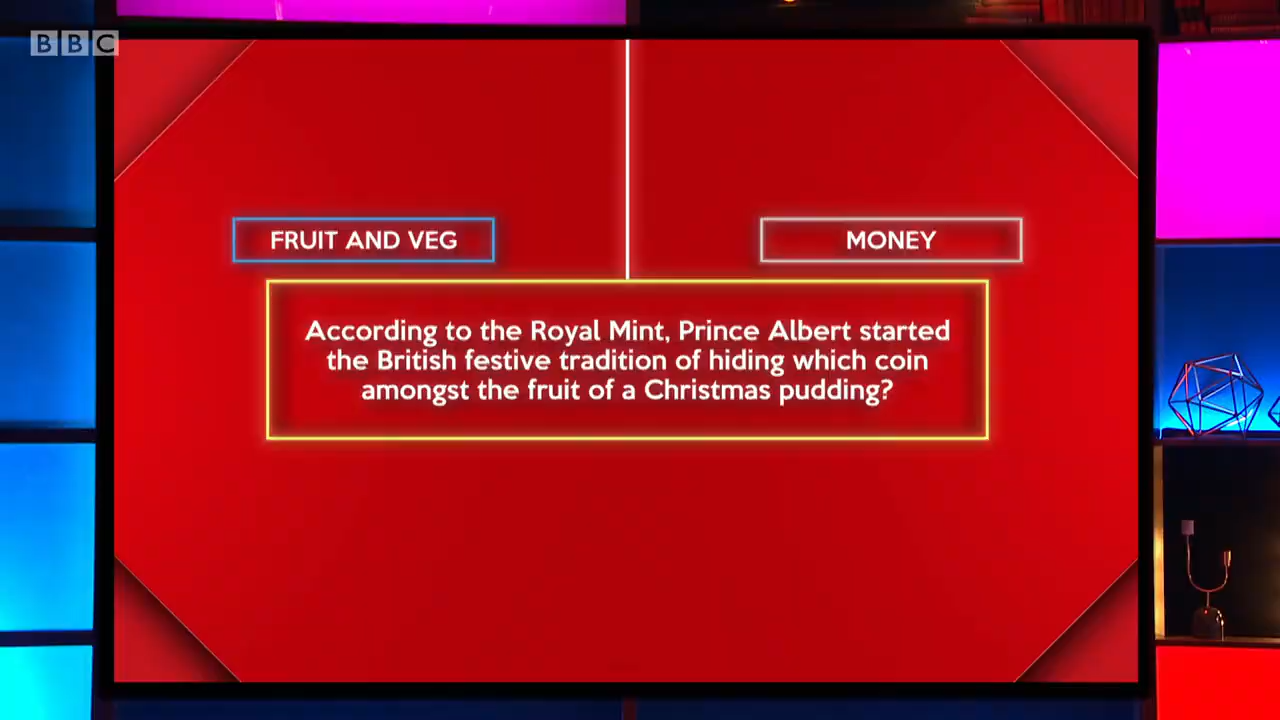 BBC
FRUIT AND VEG
MONEY
According to the Royal Mint, Prince Albert started
the British festive tradition of hiding which coin
amongst the fruit of a Christmas pudding?